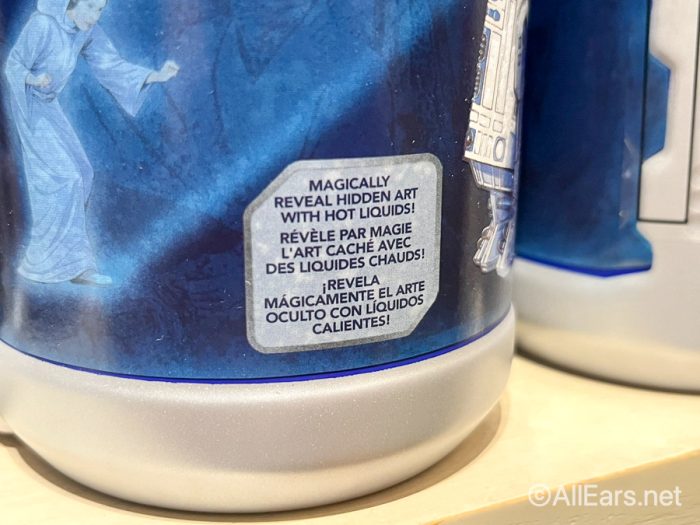 MAGICALLY
REVEAL HIDDEN ART
WITH HOT LIQUIDS!
RÉVÈLE PAR MAGIE
L'ART CACHÉ AVEC
DES LIQUIDES CHAUDS!
¡REVELA
MÁGICAMENTE EL ARTE
OCULTO CON LÍQUIDOS
CALIENTES!
©AllEars.net